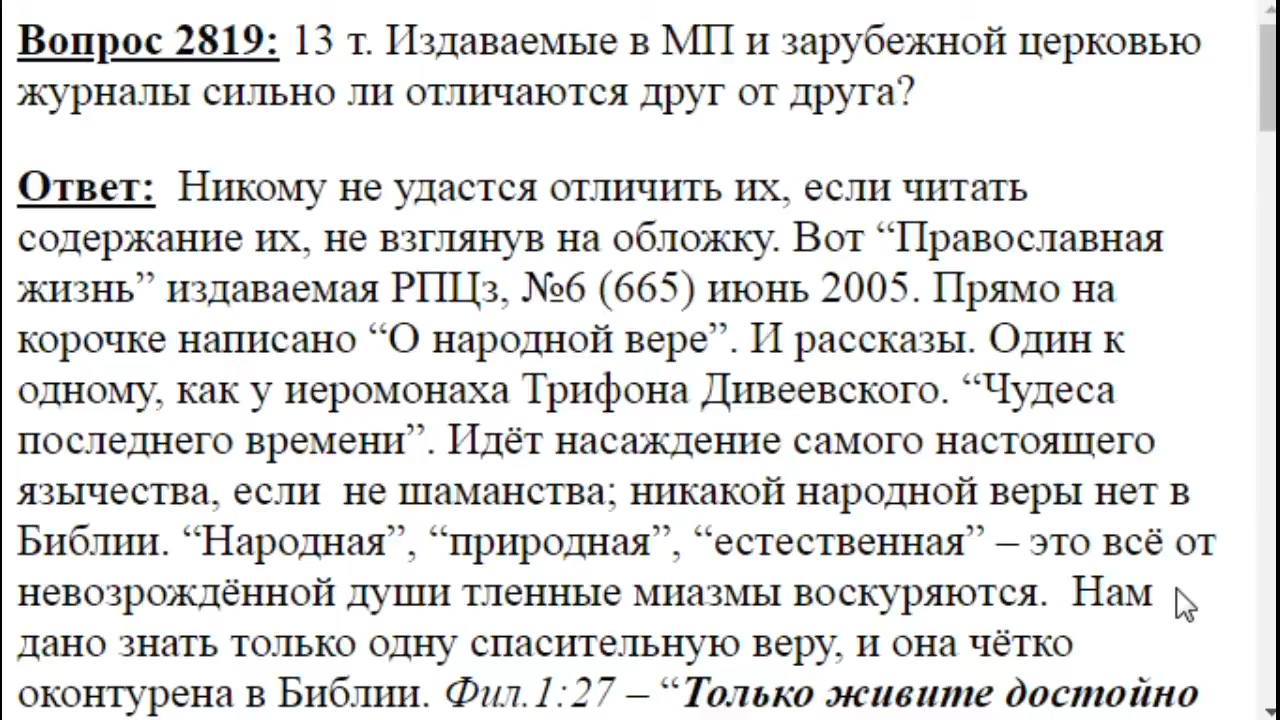 Вопрос 2819: 13 т. Издаваемые в МП и зарубежной церковью
журналы сильно ли отличаются друг от друга?
Ответ:  Никому не удастся отличить их, если читать
содержание их, не взглянув на обложку. Вот “Православная
жизнь” издаваемая РПЦз, №6 (665) июнь 2005. Прямо на
корочке написано “О народной вере”. И рассказы. Один к
одному, как у иеромонаха Трифона Дивеевского. “Чудеса
последнего времени”. Идёт насаждение самого настоящего
язычества, если  не шаманства; никакой народной веры нет в
Библии. “Народная”, “природная”, “естественная” – это всё от
невозрождённой души тленные миазмы воскуряются.  Нам
дано знать только одну спасительную веру, и она чётко
оконтурена в Библии. Фил.1:27 – “Только живите достойно